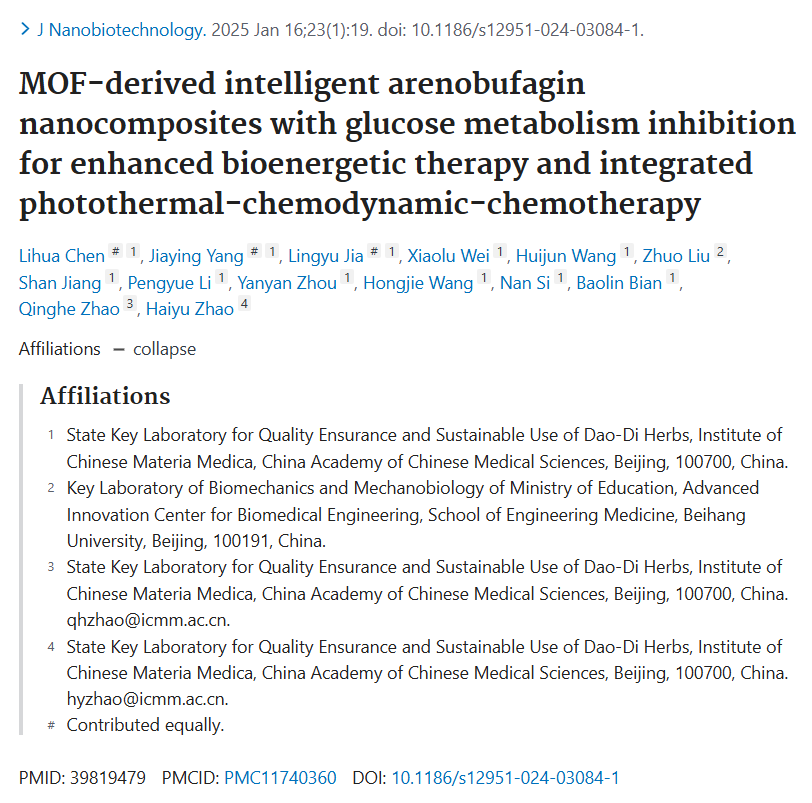 > J Nanobiotechnology. 2025 Jan 16;23(1):19. doi: 10.1186/s12951-024-03084-1.
MOF-derived intelligent arenobufagin
nanocomposites with glucose metabolism inhibition
for enhanced bioenergetic therapy and integrated
photothermal-chemodynamic-chemotherapy
Lihua Chen # 1, Jiaying Yang # 1, Lingyu Jia # 1, Xiaolu Wei 1, Huijun Wang 1, Zhuo Liu 2,
Shan Jiang 1, Pengyue Li 1, Yanyan Zhou 1, Hongjie Wang 1, Nan Si 1, Baolin Bian 1,
Qinghe Zhao 3, Haiyu Zhao 4
Affiliations – collapse
Affiliations
1 State Key Laboratory for Quality Ensurance and Sustainable Use of Dao-Di Herbs, Institute of
Chinese Materia Medica, China Academy of Chinese Medical Sciences, Beijing, 100700, China.
2 Key Laboratory of Biomechanics and Mechanobiology of Ministry of Education, Advanced
Innovation Center for Biomedical Engineering, School of Engineering Medicine, Beihang
University, Beijing, 100191, China.
3 State Key Laboratory for Quality Ensurance and Sustainable Use of Dao-Di Herbs, Institute of
Chinese Materia Medica, China Academy of Chinese Medical Sciences, Beijing, 100700, China.
qhzhao@icmm.ac.cn.
4 State Key Laboratory for Quality Ensurance and Sustainable Use of Dao-Di Herbs, Institute of
Chinese Materia Medica, China Academy of Chinese Medical Sciences, Beijing, 100700, China.
hyzhao@icmm.ac.cn.
# Contributed equally.
PMID: 39819479 PMCID: PMC11740360 DOI: 10.1186/s12951-024-03084-1